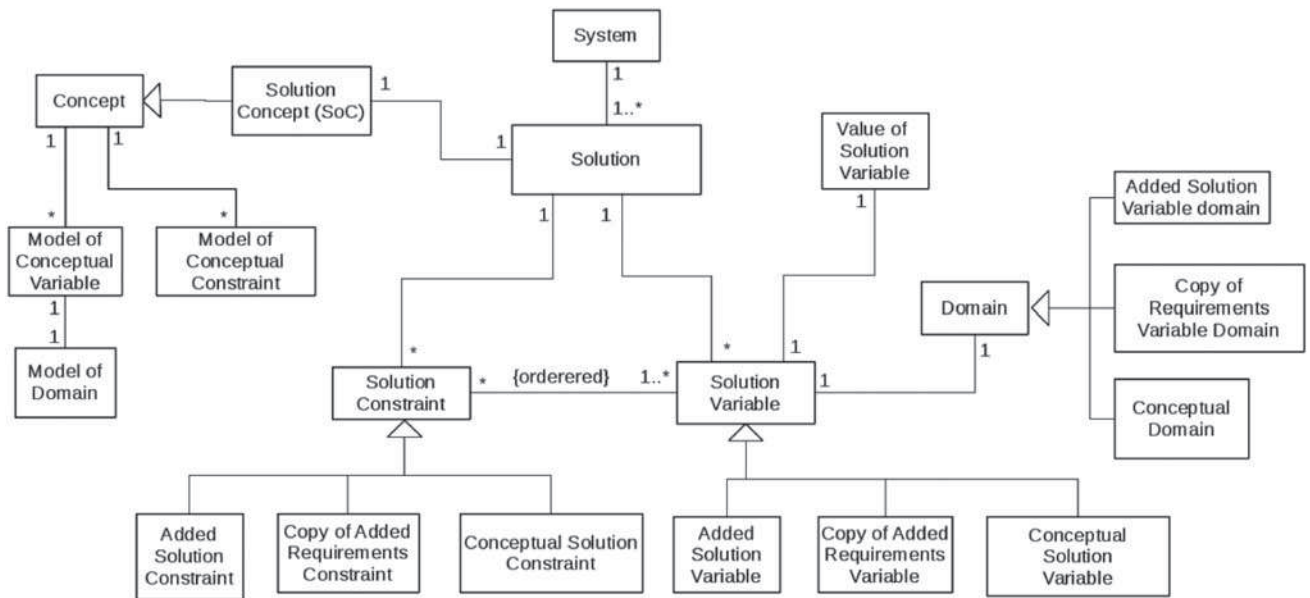 System
1
1..*
Concept
Solution
Concept (SoC)
1
1
Solution
Value of
Solution
Variable
1
1
1
*
*
Model of
Conceptual
Variable
Model of
Conceptual
Constraint
1
1
Model of
Domain
1
1
Added Solution
Variable domain
Copy of
Requirements
Variable Domain
Conceptual
Domain
Domain
1
*
*
1
Solution
Constraint
*
{orderered}
1..*
Solution
Variable
1
Added
Solution
Constraint
Copy of Added
Requirements
Constraint
Conceptual Solution
Constraint
Added
Solution
Variable
Copy of Added
Requirements
Variable
Conceptual
Solution
Variable